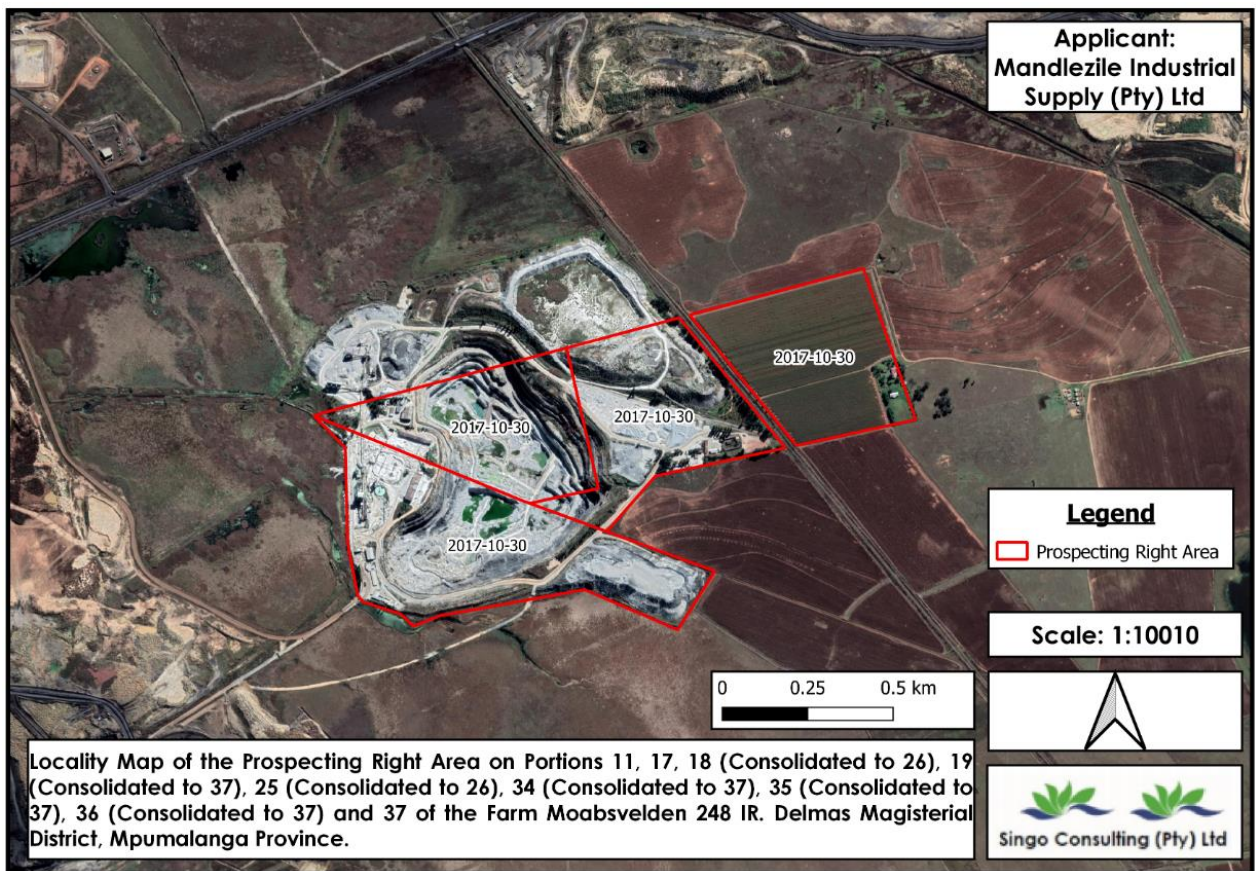 Applicant:
Mandlezile Industrial
Supply (Pty) Ltd
2017-10-30
2017-10-30
2017-10-30
2017-10-30
Legend
Prospecting Right Area
Scale: 1:10010
0 0.25 0.5 km
Locality Map of the Prospecting Right Area on Portions 11, 17, 18 (Consolidated to 26), 19
(Consolidated to 37), 25 (Consolidated to 26), 34 (Consolidated to 37), 35 (Consolidated to
37), 36 (Consolidated to 37) and 37 of the Farm Moabsvelden 248 IR. Delmas Magisterial
District, Mpumalanga Province.
Singo Consulting (Pty) Ltd